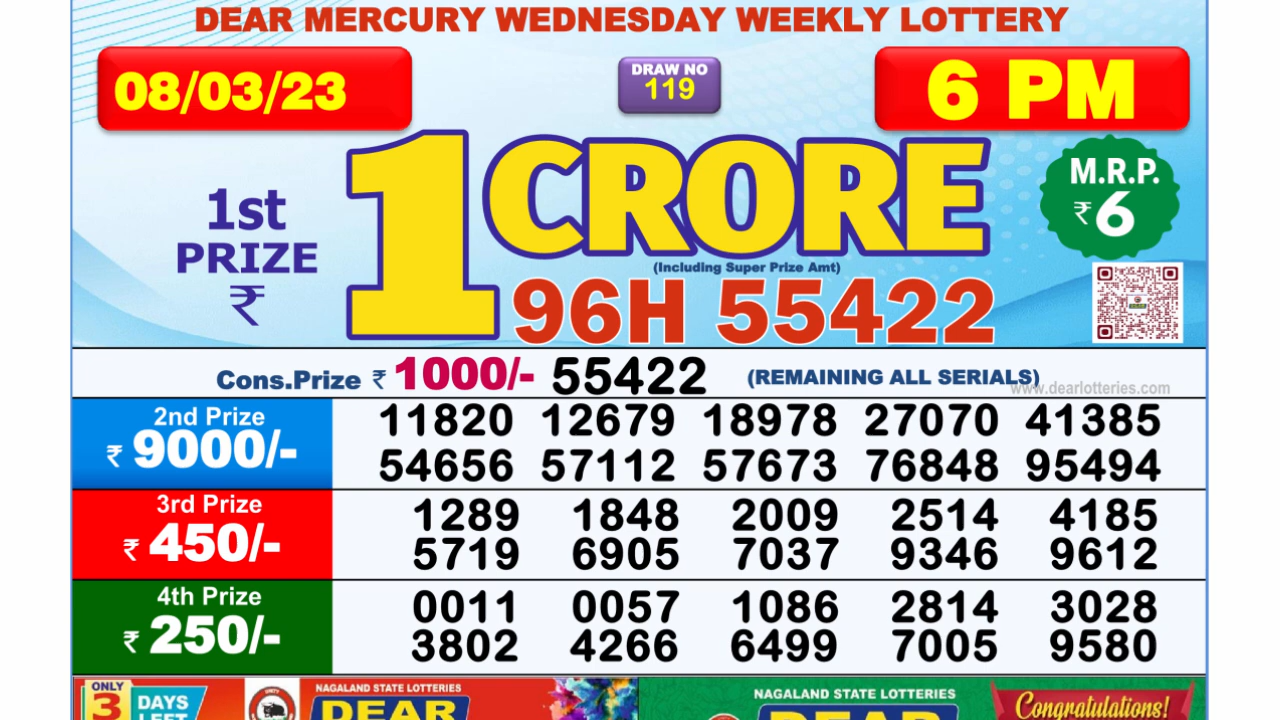 DEAR MERCURY WEDNESDAY WEEKLY LOTTERY
08/03/23
DRAW NO
119
6 PM
1st
PRIZE
₹
1 CRORE
(Including Super Prize Amt)
96H 55422
M.R.P.
₹6
Cons.Prize ₹ 1000/- 55422 (REMAINING ALL SERIALS)
www.dearlotteries.com
2nd Prize
₹ 9000/-
11820 12679 18978 27070 41385
54656 57112 57673 76848 95494
3rd Prize
₹ 450/-
1289 1848 2009 2514 4185
5719 6905 7037 9346 9612
4th Prize
₹ 250/-
0011 0057 1086 2814 3028
3802 4266 6499 7005 9580
ONLY
3 DAYS
LEFT
NAGALAND STATE LOTTERIES
DEAR
NAGALAND STATE LOTTERIES
DEAR
Congratulations!